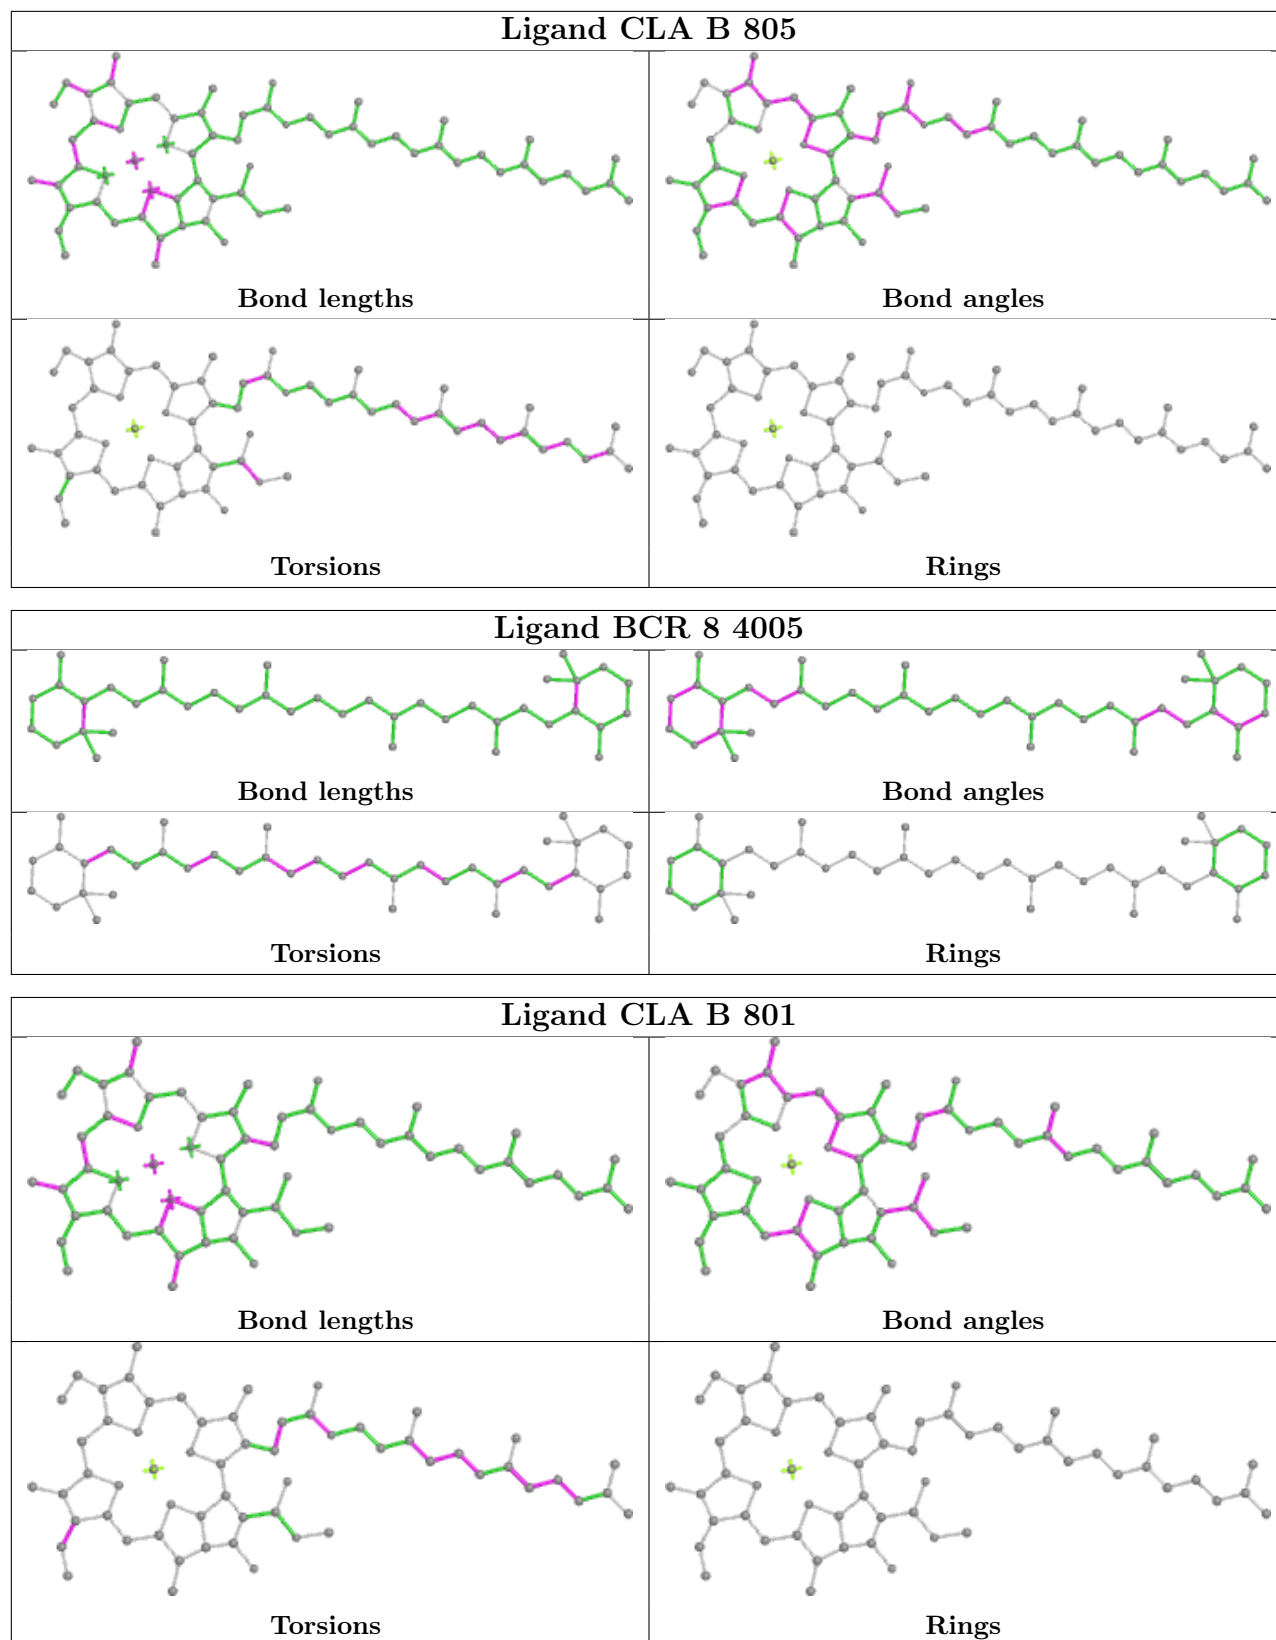 Ligand CLA B 805
Bond lengths
Bond angles
Torsions
Rings
Ligand BCR 8 4005
Bond lengths
Bond angles
Torsions
Rings
Ligand CLA B 801
Bond lengths
Bond angles
Torsions
Rings